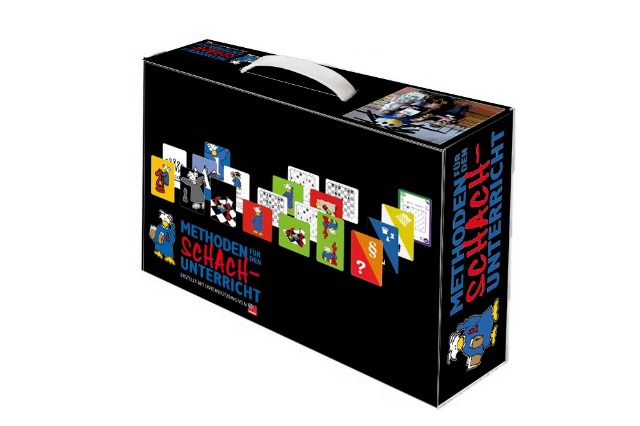 METHODEN FÜR DEN
SCHACH-
UNTERRICHT
?
§
METHODEN FÜR DEN
SCHACH-
UNTERRICHT